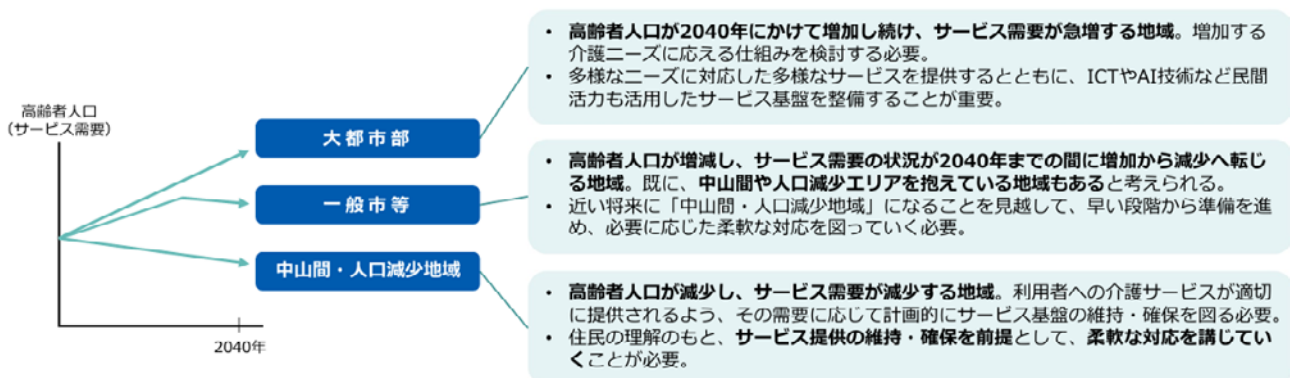 高齢者人口
（サービス需要）
2040年
大都市部
• 高齢者人口が2040年にかけて増加し続け、サービス需要が急増する地域。増加する
介護ニーズに応える仕組みを検討する必要。
• 多様なニーズに対応した多様なサービスを提供するとともに、ICTやAI技術など民間
活力も活用したサービス基盤を整備することが重要。
一般市等
• 高齢者人口が増減し、サービス需要の状況が2040年までの間に増加から減少へ転じ
る地域。既に、中山間や人口減少エリアを抱えている地域もあると考えられる。
• 近い将来に「中山間・人口減少地域」になることを見越して、早い段階から準備を進
め、必要に応じた柔軟な対応を図っていく必要。
中山間・人口減少地域
• 高齢者人口が減少し、サービス需要が減少する地域。利用者への介護サービスが適切
に提供されるよう、その需要に応じて計画的にサービス基盤の維持・確保を図る必要。
• 住民の理解のもと、サービス提供の維持・確保を前提として、柔軟な対応を講じてい
くことが必要。